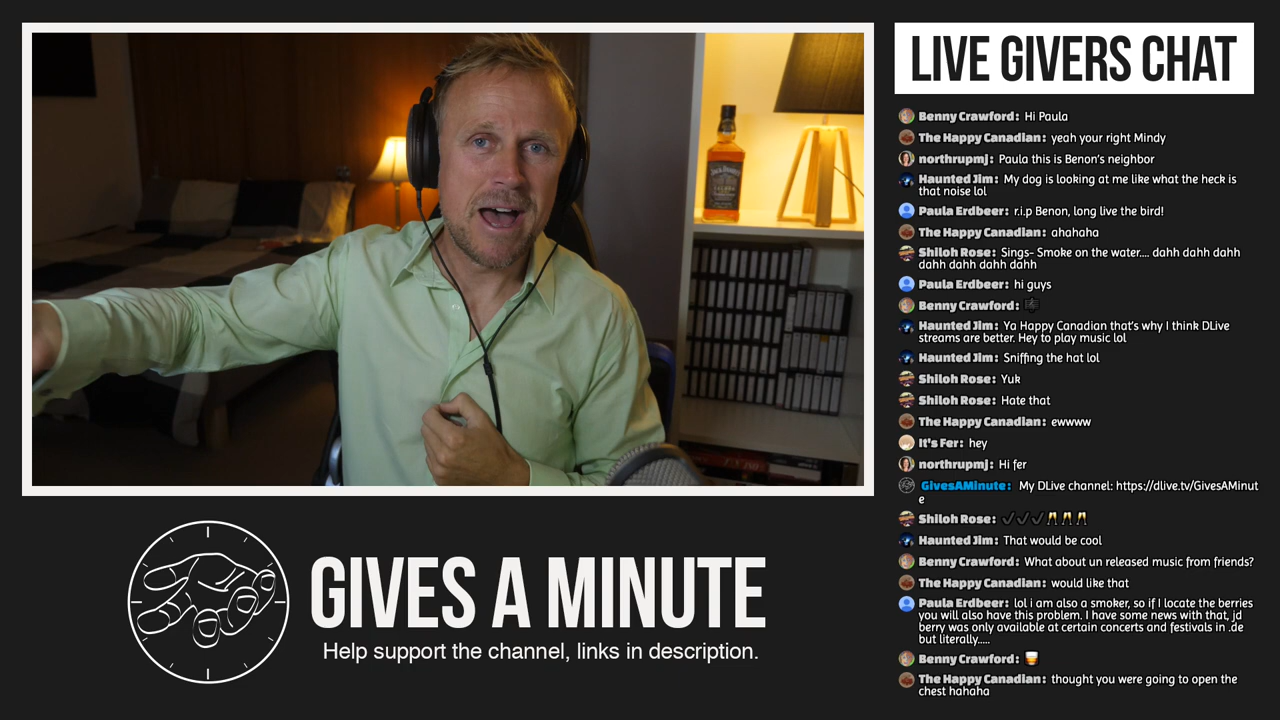 LIVE GIVERS CHAT
Benny Crawford: Hi Paula
The Happy Canadian: yeah your right Mindy
northrupmj: Paula this is Benon's neighbor
Haunted Jim: My dog is looking at me like what the heck is
that noise lol
Paula Erdbeer: r.i.p Benon, long live the bird!
The Happy Canadian: ahahaha
Shiloh Rose: Sings- Smoke on the water.... dahh dahh dahh
dahh dahh dahh dahh
Paula Erdbeer: hi guys
Benny Crawford:
Haunted Jim: Ya Happy Canadian that's why I think DLive
streams are better. Hey to play music lol
Haunted Jim: Sniffing the hat lol
Shiloh Rose: Yuk
Shiloh Rose: Hate that
The Happy Canadian: ewwww
It's Fer: hey
northrupmj: Hi fer
GivesAMinute: My DLive channel: https://dlive.tv/GivesAMinut
e
Shiloh Rose: ✓✓✓🥂🥂🥂
Haunted Jim: That would be cool
Benny Crawford: What about un released music from friends?
The Happy Canadian: would like that
Paula Erdbeer: lol i am also a smoker, so if I locate the berries
you will also have this problem. I have some news with that, jd
berry was only available at certain concerts and festivals in .de
but literally.....
Benny Crawford: 🥃
The Happy Canadian: thought you were going to open the
chest hahaha
GIVES A MINUTE
Help support the channel, links in description.